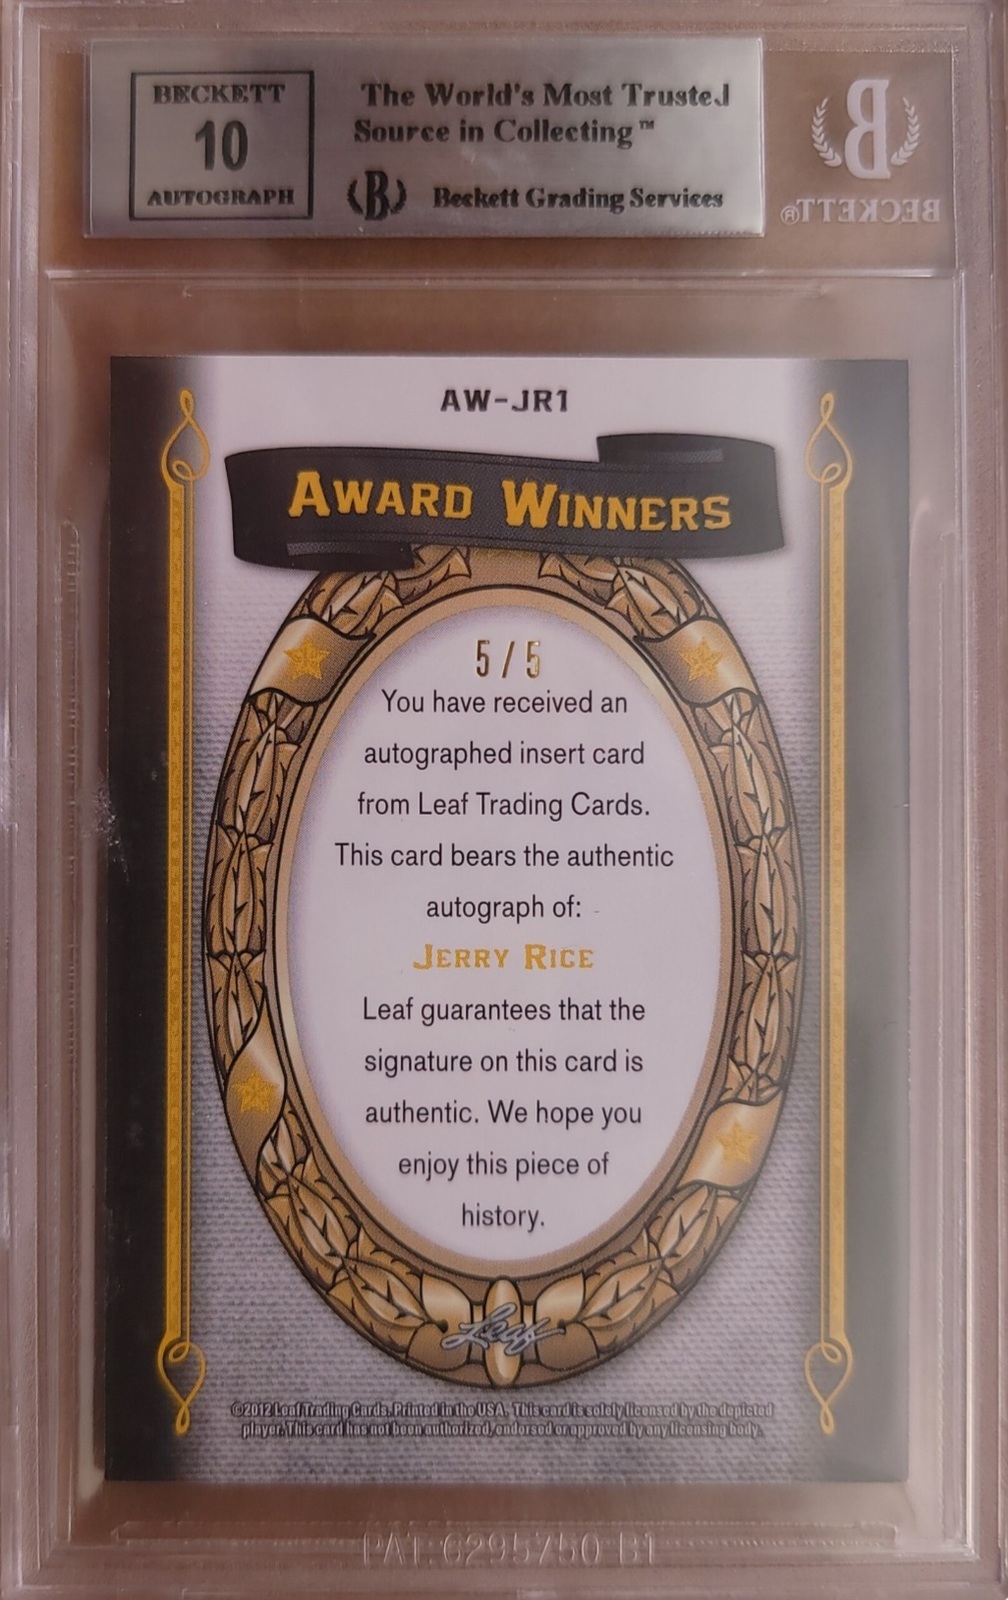 BECKETT
10
AUTOGRAPH
The World's Most Trusted
Source in Collecting™
B
Beckett Grading Services
B
BECKETT®
AW-JR1
AWARD WINNERS
5/5
You have received an
autographed insert card
from Leaf Trading Cards.
This card bears the authentic
autograph of:
JERRY RICE
Leaf guarantees that the
signature on this card is
authentic. We hope you
enjoy this piece of
history.
Leaf
©2012 Leaf Trading Cards. Printed in the USA. This card is solely licensed by the depicted
player. This card has not been authorized, endorsed or approved by any licensing body.
PAT. 6295750 B1